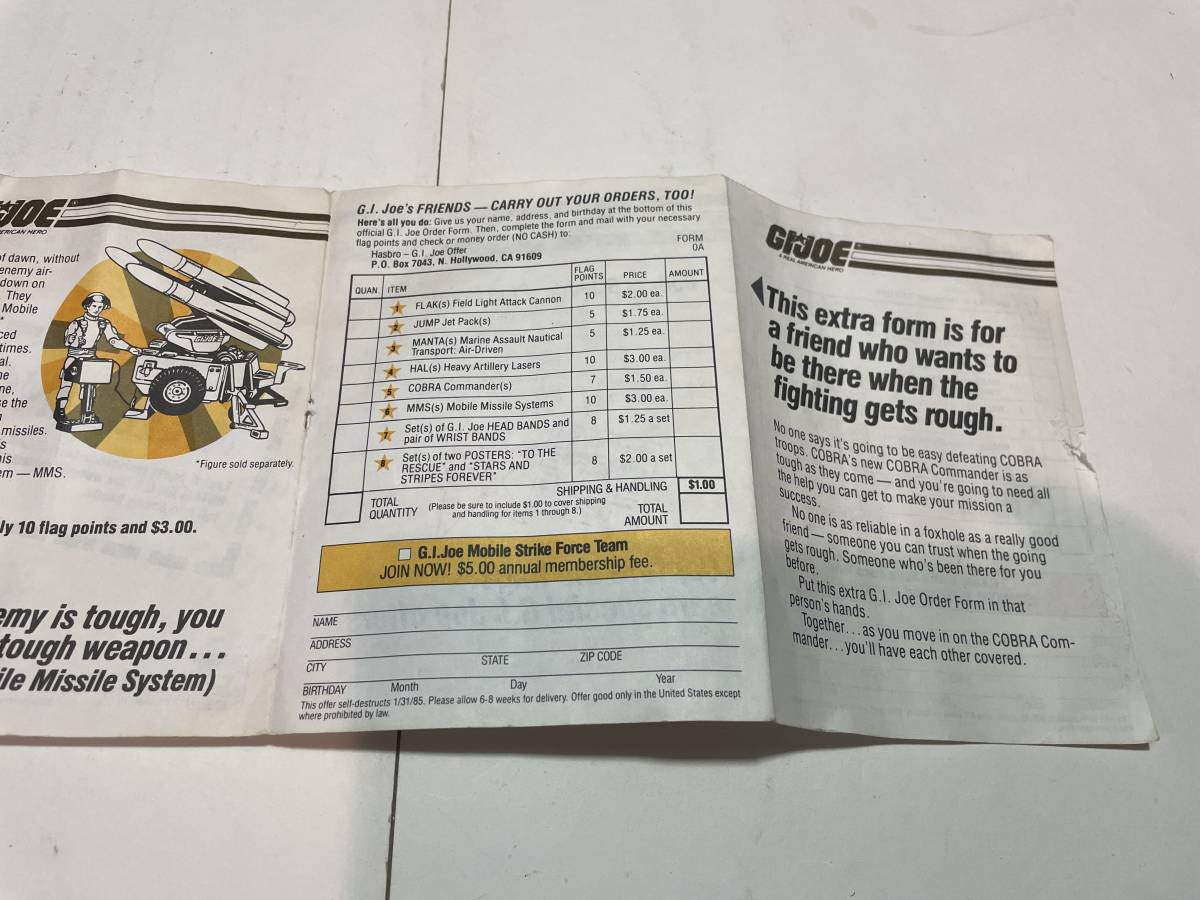 GI JOE
AMERICAN HERO
of dawn, without
enemy air-
down on
They
Mobile
times.
missiles.
em — MMS.
*Figure sold separately.
ly 10 flag points and $3.00.
emy is tough, you
tough weapon...
ile Missile System)
G.I. Joe's FRIENDS — CARRY OUT YOUR ORDERS, TOO!
Here's all you do: Give us your name, address, and birthday at the bottom of this
official G.I. Joe Order Form. Then, complete the form and mail with your necessary
flag points and check or money order (NO CASH) to:
Hasbro – G.I. Joe Offer
P.O. Box 7043, N. Hollywood, CA 91609
FORM
0A
QUAN. ITEM FLAG POINTS PRICE AMOUNT
1 FLAK(s) Field Light Attack Cannon 10 $2.00 ea.
2 JUMP Jet Pack(s) 5 $1.75 ea.
3 MANTA(s) Marine Assault Nautical
Transport: Air-Driven 5 $1.25 ea.
4 HAL(s) Heavy Artillery Lasers 10 $3.00 ea.
5 COBRA Commander(s) 7 $1.50 ea.
6 MMS(s) Mobile Missile Systems 10 $3.00 ea.
7 Set(s) of G.I. Joe HEAD BANDS and
pair of WRIST BANDS 8 $1.25 a set
8 Set(s) of two POSTERS: "TO THE
RESCUE" and "STARS AND
STRIPES FOREVER" 8 $2.00 a set
SHIPPING & HANDLING $1.00
TOTAL
QUANTITY
(Please be sure to include $1.00 to cover shipping
and handling for items 1 through 8.)
TOTAL
AMOUNT
G.I.Joe Mobile Strike Force Team
JOIN NOW! $5.00 annual membership fee.
NAME
ADDRESS
CITY STATE ZIP CODE
BIRTHDAY Month Day Year
This offer self-destructs 1/31/85. Please allow 6-8 weeks for delivery. Offer good only in the United States except
where prohibited by law.
GI JOE
A REAL AMERICAN HERO
This extra form is for
a friend who wants to
be there when the
fighting gets rough.
No one says it's going to be easy defeating COBRA
troops. COBRA's new COBRA Commander is as
tough as they come — and you're going to need all
the help you can get to make your mission a
success.
No one is as reliable in a foxhole as a really good
friend — someone you can trust when the going
gets rough. Someone who's been there for you
before.
Put this extra G.I. Joe Order Form in that
person's hands.
Together...as you move in on the COBRA Com-
mander...you'll have each other covered.